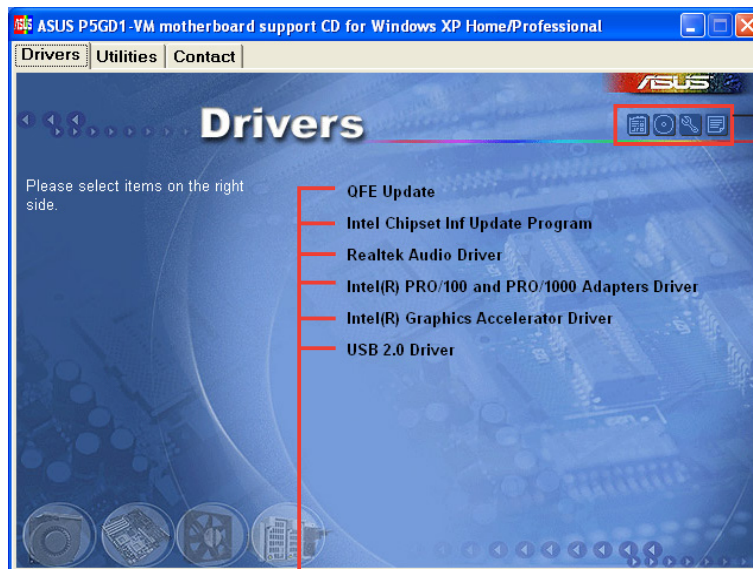 ASUS P5GD1-VM motherboard support CD for Windows XP Home/Professional
Drivers Utilities Contact
ASUS
Drivers
Please select items on the right
side.
QFE Update
Intel Chipset Inf Update Program
Realtek Audio Driver
Intel(R) PRO/100 and PRO/1000 Adapters Driver
Intel(R) Graphics Accelerator Driver
USB 2.0 Driver